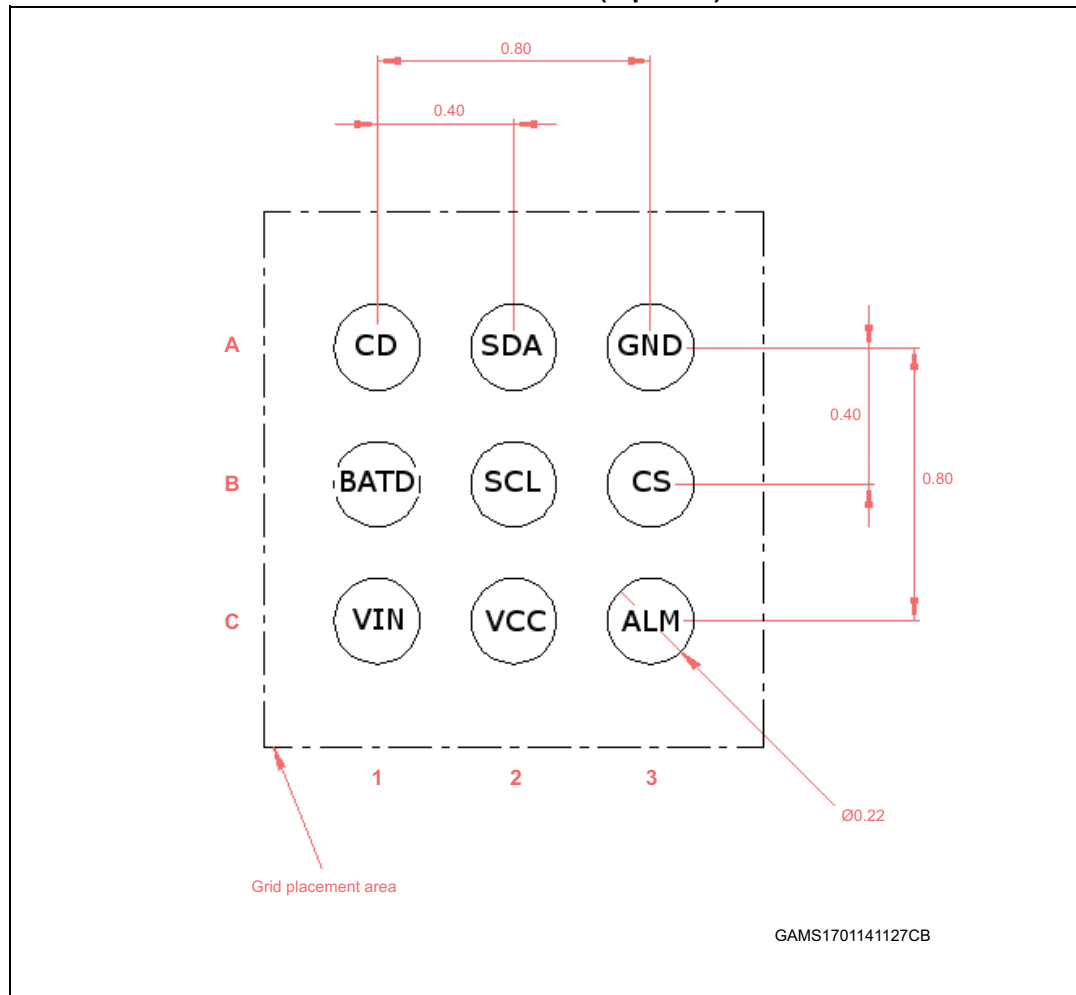 0.80
0.40
A CD SDA GND
0.40
B BATD SCL CS 0.80
C VIN VCC ALM
1 2 3
Ø0.22
Grid placement area
GAMS1701141127CB